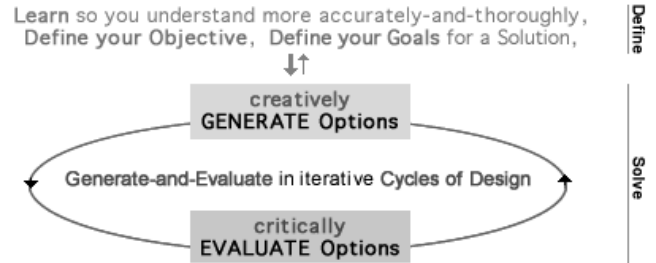 Learn so you understand more accurately-and-thoroughly,
Define your Objective, Define your Goals for a Solution,
Define
creatively
GENERATE Options
Generate-and-Evaluate in iterative Cycles of Design
Solve
critically
EVALUATE Options